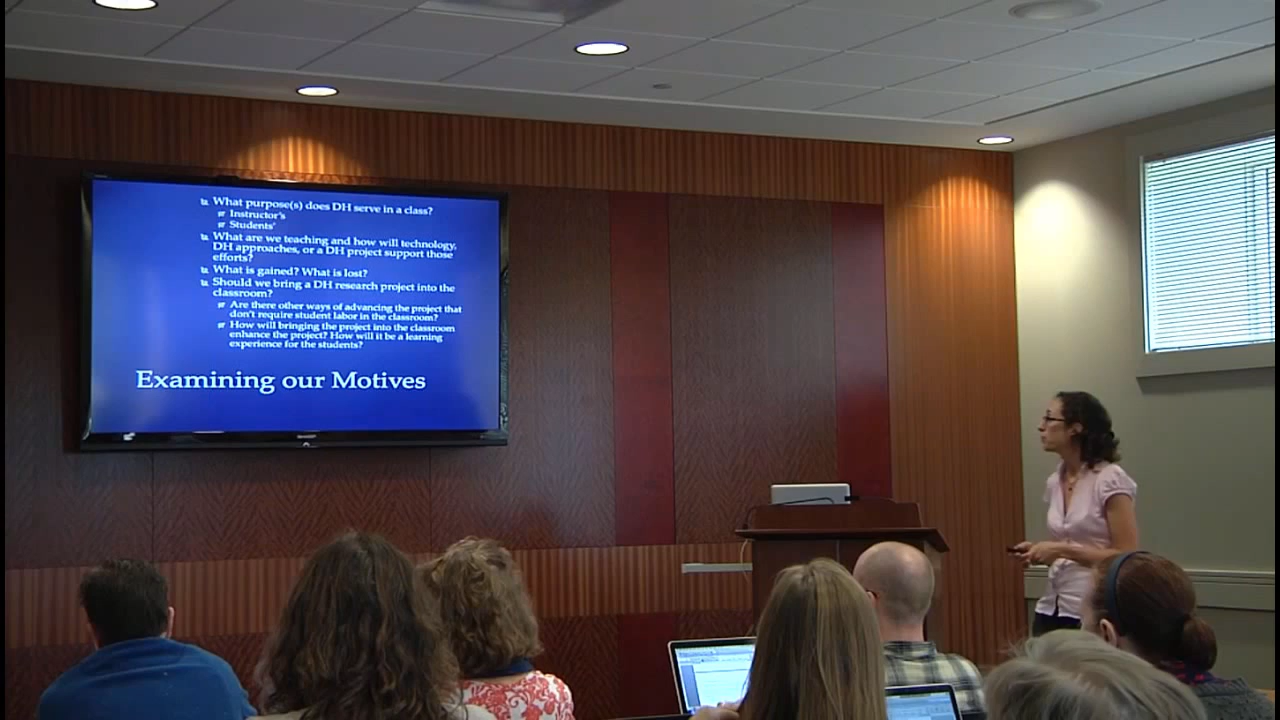 What purpose(s) does DH serve in a class?
Instructor's
Students'
What are we teaching and how will technology,
DH approaches, or a DH project support those
efforts?
What is gained? What is lost?
Should we bring a DH research project into the
classroom?
Are there other ways of advancing the project that
don't require student labor in the classroom?
How will bringing the project into the classroom
enhance the project? How will it be a learning
experience for the students?
Examining our Motives
SHARP